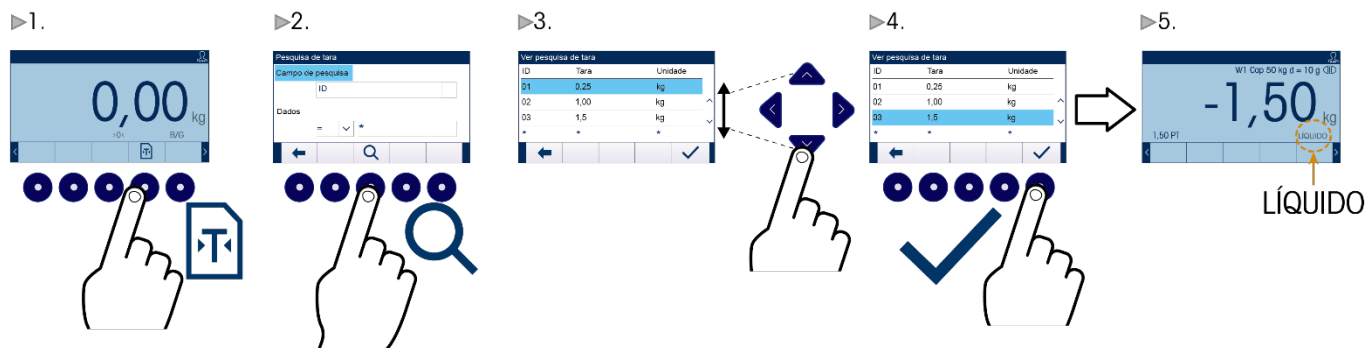 1.
0,00 kg
>0< B/G
T
2.
Pesquisa de tara
Campo de pesquisa
ID
Dados
= *
3.
Ver pesquisa de tara
ID Tara Unidade
01 0,25 kg
02 1,00 kg
03 1,5 kg
* * *
4.
Ver pesquisa de tara
ID Tara Unidade
01 0,25 kg
02 1,00 kg
03 1,5 kg
* * *
5.
W1 Cap 50 kg d = 10 g
-1,50 kg
1,50 PT LÍQUIDO
LÍQUIDO
T